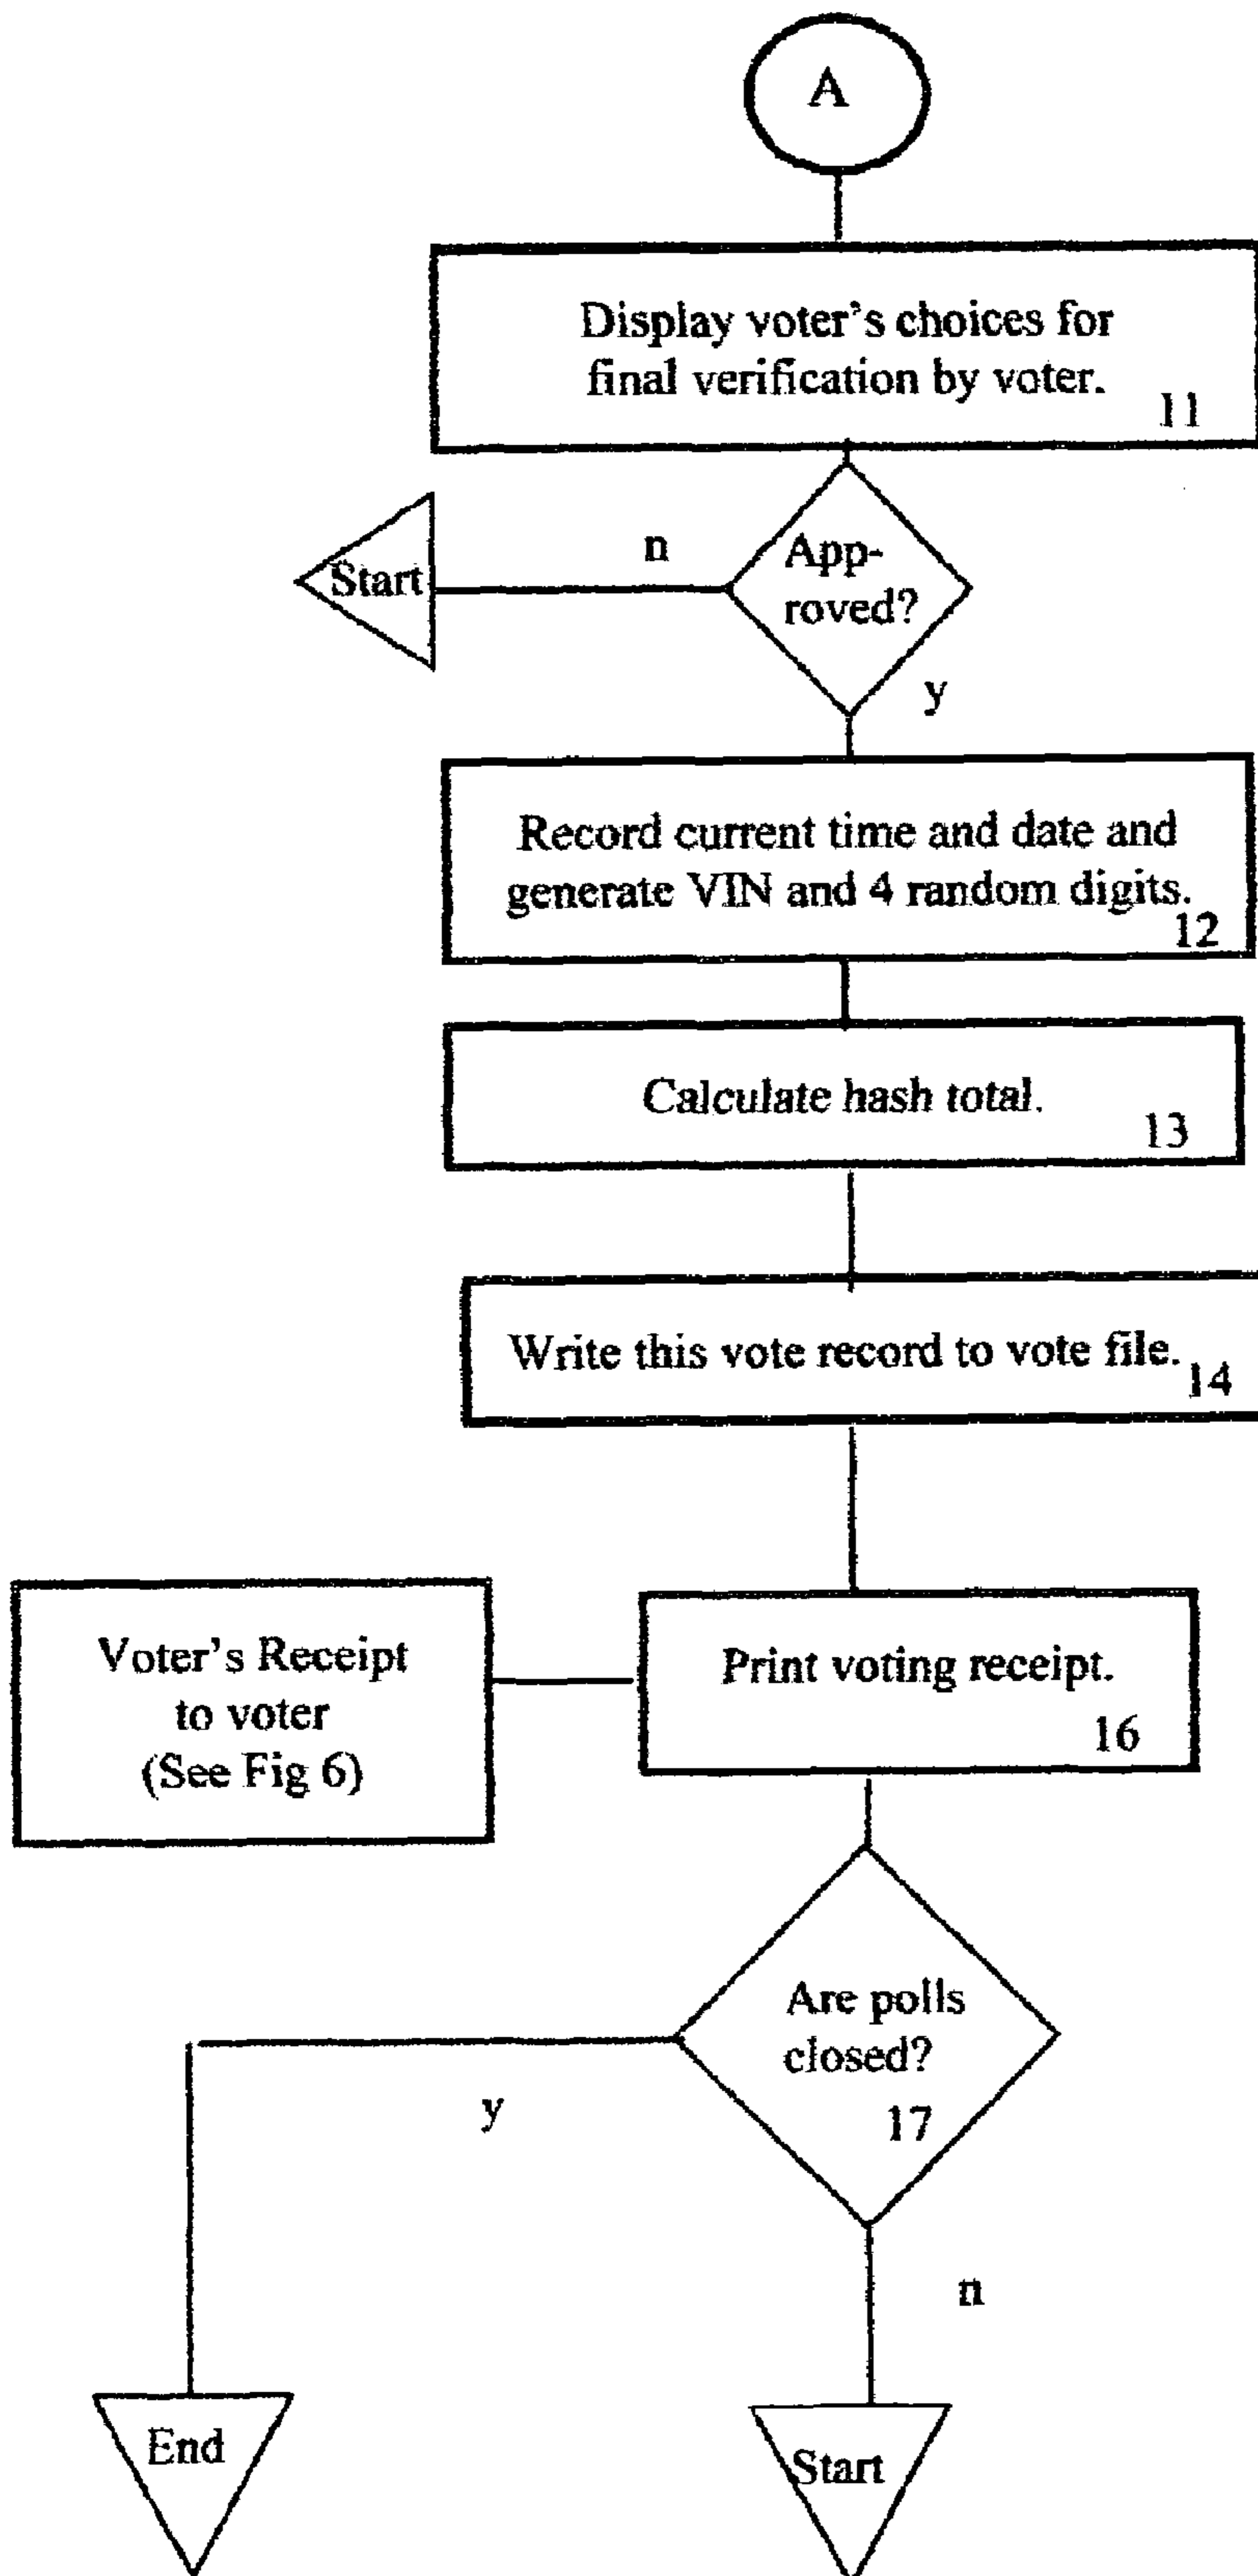 A
Display voter's choices for
final verification by voter.
11
n
Start
App-
roved?
y
Record current time and date and
generate VIN and 4 random digits.
12
Calculate hash total.
13
Write this vote record to vote file.
14
Voter's Receipt
to voter
(See Fig 6)
Print voting receipt.
16
Are polls
closed?
17
y
n
End
Start